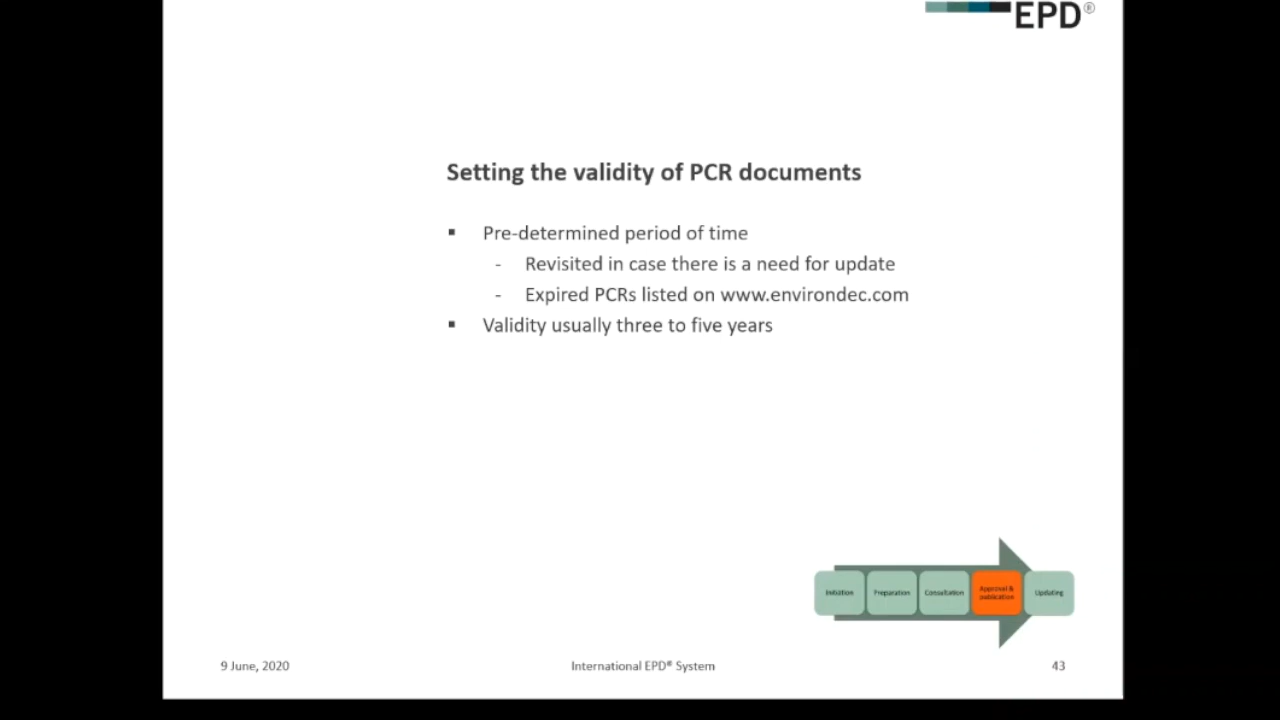 EPD®
Setting the validity of PCR documents
▪ Pre-determined period of time
- Revisited in case there is a need for update
- Expired PCRs listed on www.environdec.com
▪ Validity usually three to five years
Initiation
Preparation
Consultation
Approval &
publication
Updating
9 June, 2020
International EPD® System
43